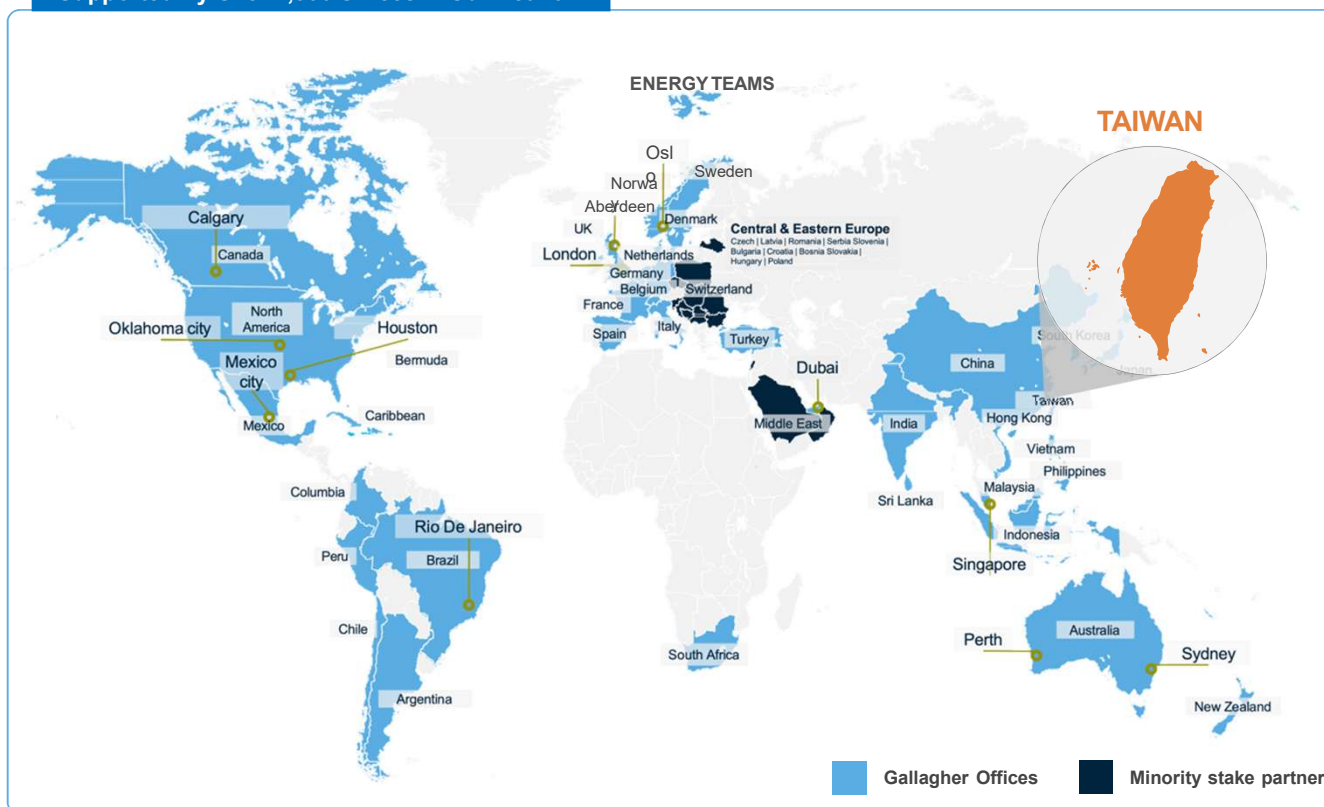 ENERGY TEAMS
TAIWAN
Osl
o
Norwa
y
Sweden
Aberdeen
UK
Denmark
London
Netherlands
Germany
Belgium
Switzerland
France
Spain
Italy
Turkey
Central & Eastern Europe
Czech | Latvia | Romania | Serbia Slovenia |
Bulgaria | Croatia | Bosnia Slovakia |
Hungary | Poland
Calgary
Canada
North
America
Oklahoma city
Houston
Mexico
city
Bermuda
Mexico
Caribbean
Dubai
Middle East
China
South Korea
Japan
Taiwan
Hong Kong
India
Vietnam
Philippines
Sri Lanka
Malaysia
Indonesia
Singapore
Columbia
Rio De Janeiro
Peru
Brazil
Chile
Argentina
South Africa
Perth
Australia
Sydney
New Zealand
Gallagher Offices
Minority stake partner